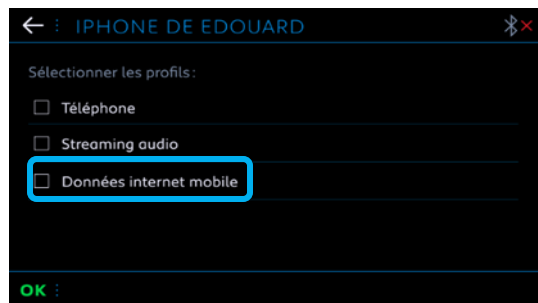 IPHONE DE EDOUARD
Sélectionner les profils :
Téléphone
Streaming audio
Données internet mobile
OK